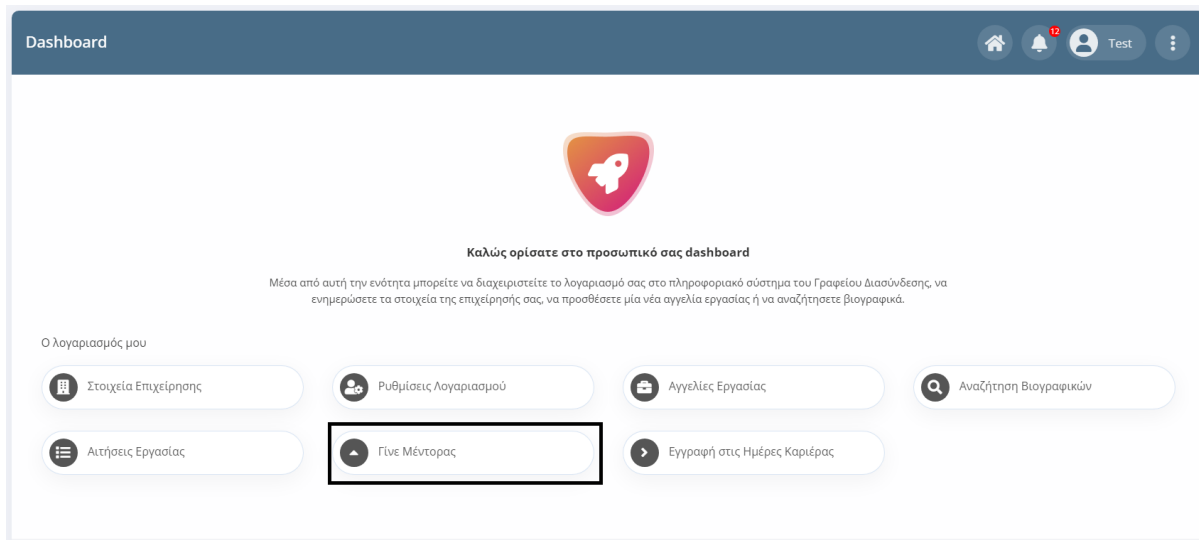 Dashboard
12
Test
Καλώς ορίσατε στο προσωπικό σας dashboard
Μέσα από αυτή την ενότητα μπορείτε να διαχειριστείτε το λογαριασμό σας στο πληροφοριακό σύστημα του Γραφείου Διασύνδεσης, να
ενημερώσετε τα στοιχεία της επιχείρησής σας, να προσθέσετε μία νέα αγγελία εργασίας ή να αναζήτησετε βιογραφικά.
Ο λογαριασμός μου
Στοιχεία Επιχείρησης
Ρυθμίσεις Λογαριασμού
Αγγελίες Εργασίας
Αναζήτηση Βιογραφικών
Αιτήσεις Εργασίας
Γίνε Μέντορας
Εγγραφή στις Ημέρες Καριέρας